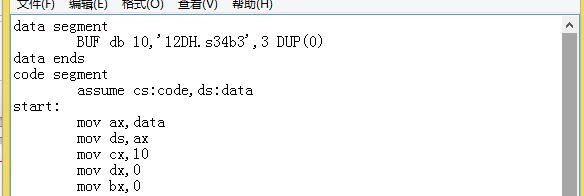 文件(F) 编辑(E) 格式(O) 查看(V) 帮助(H)
data segment
BUF db 10,'12DH.s34b3',3 DUP(0)
data ends
code segment
assume cs:code,ds:data
start:
mov ax,data
mov ds,ax
mov cx,10
mov dx,0
mov bx,0